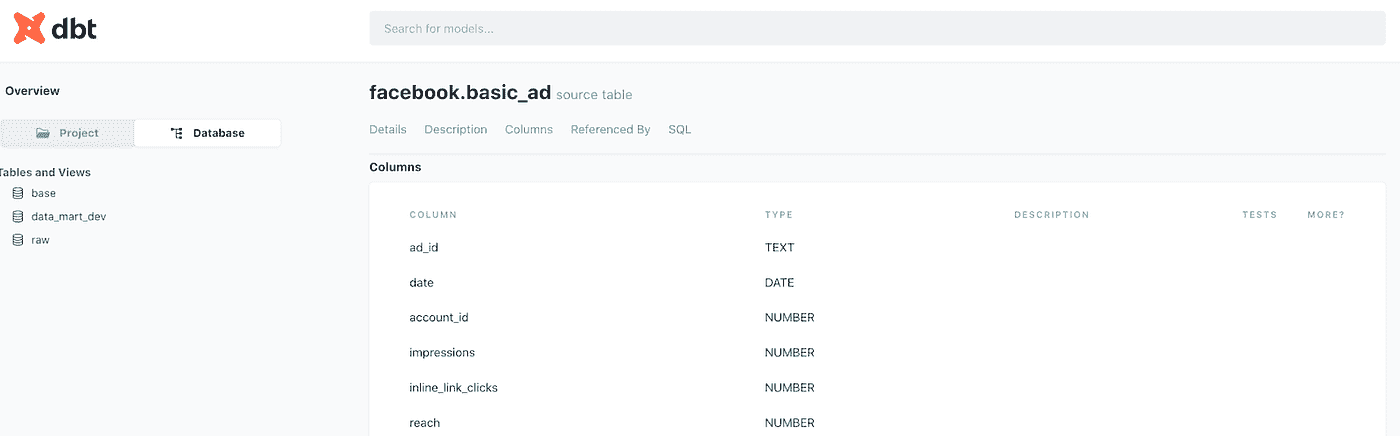 dbt
Search for models...
Overview
Project Database
Tables and Views
base
data_mart_dev
raw
facebook.basic_ad source table
Details Description Columns Referenced By SQL
Columns
COLUMN TYPE DESCRIPTION TESTS MORE?
ad_id TEXT
date DATE
account_id NUMBER
impressions NUMBER
inline_link_clicks NUMBER
reach NUMBER